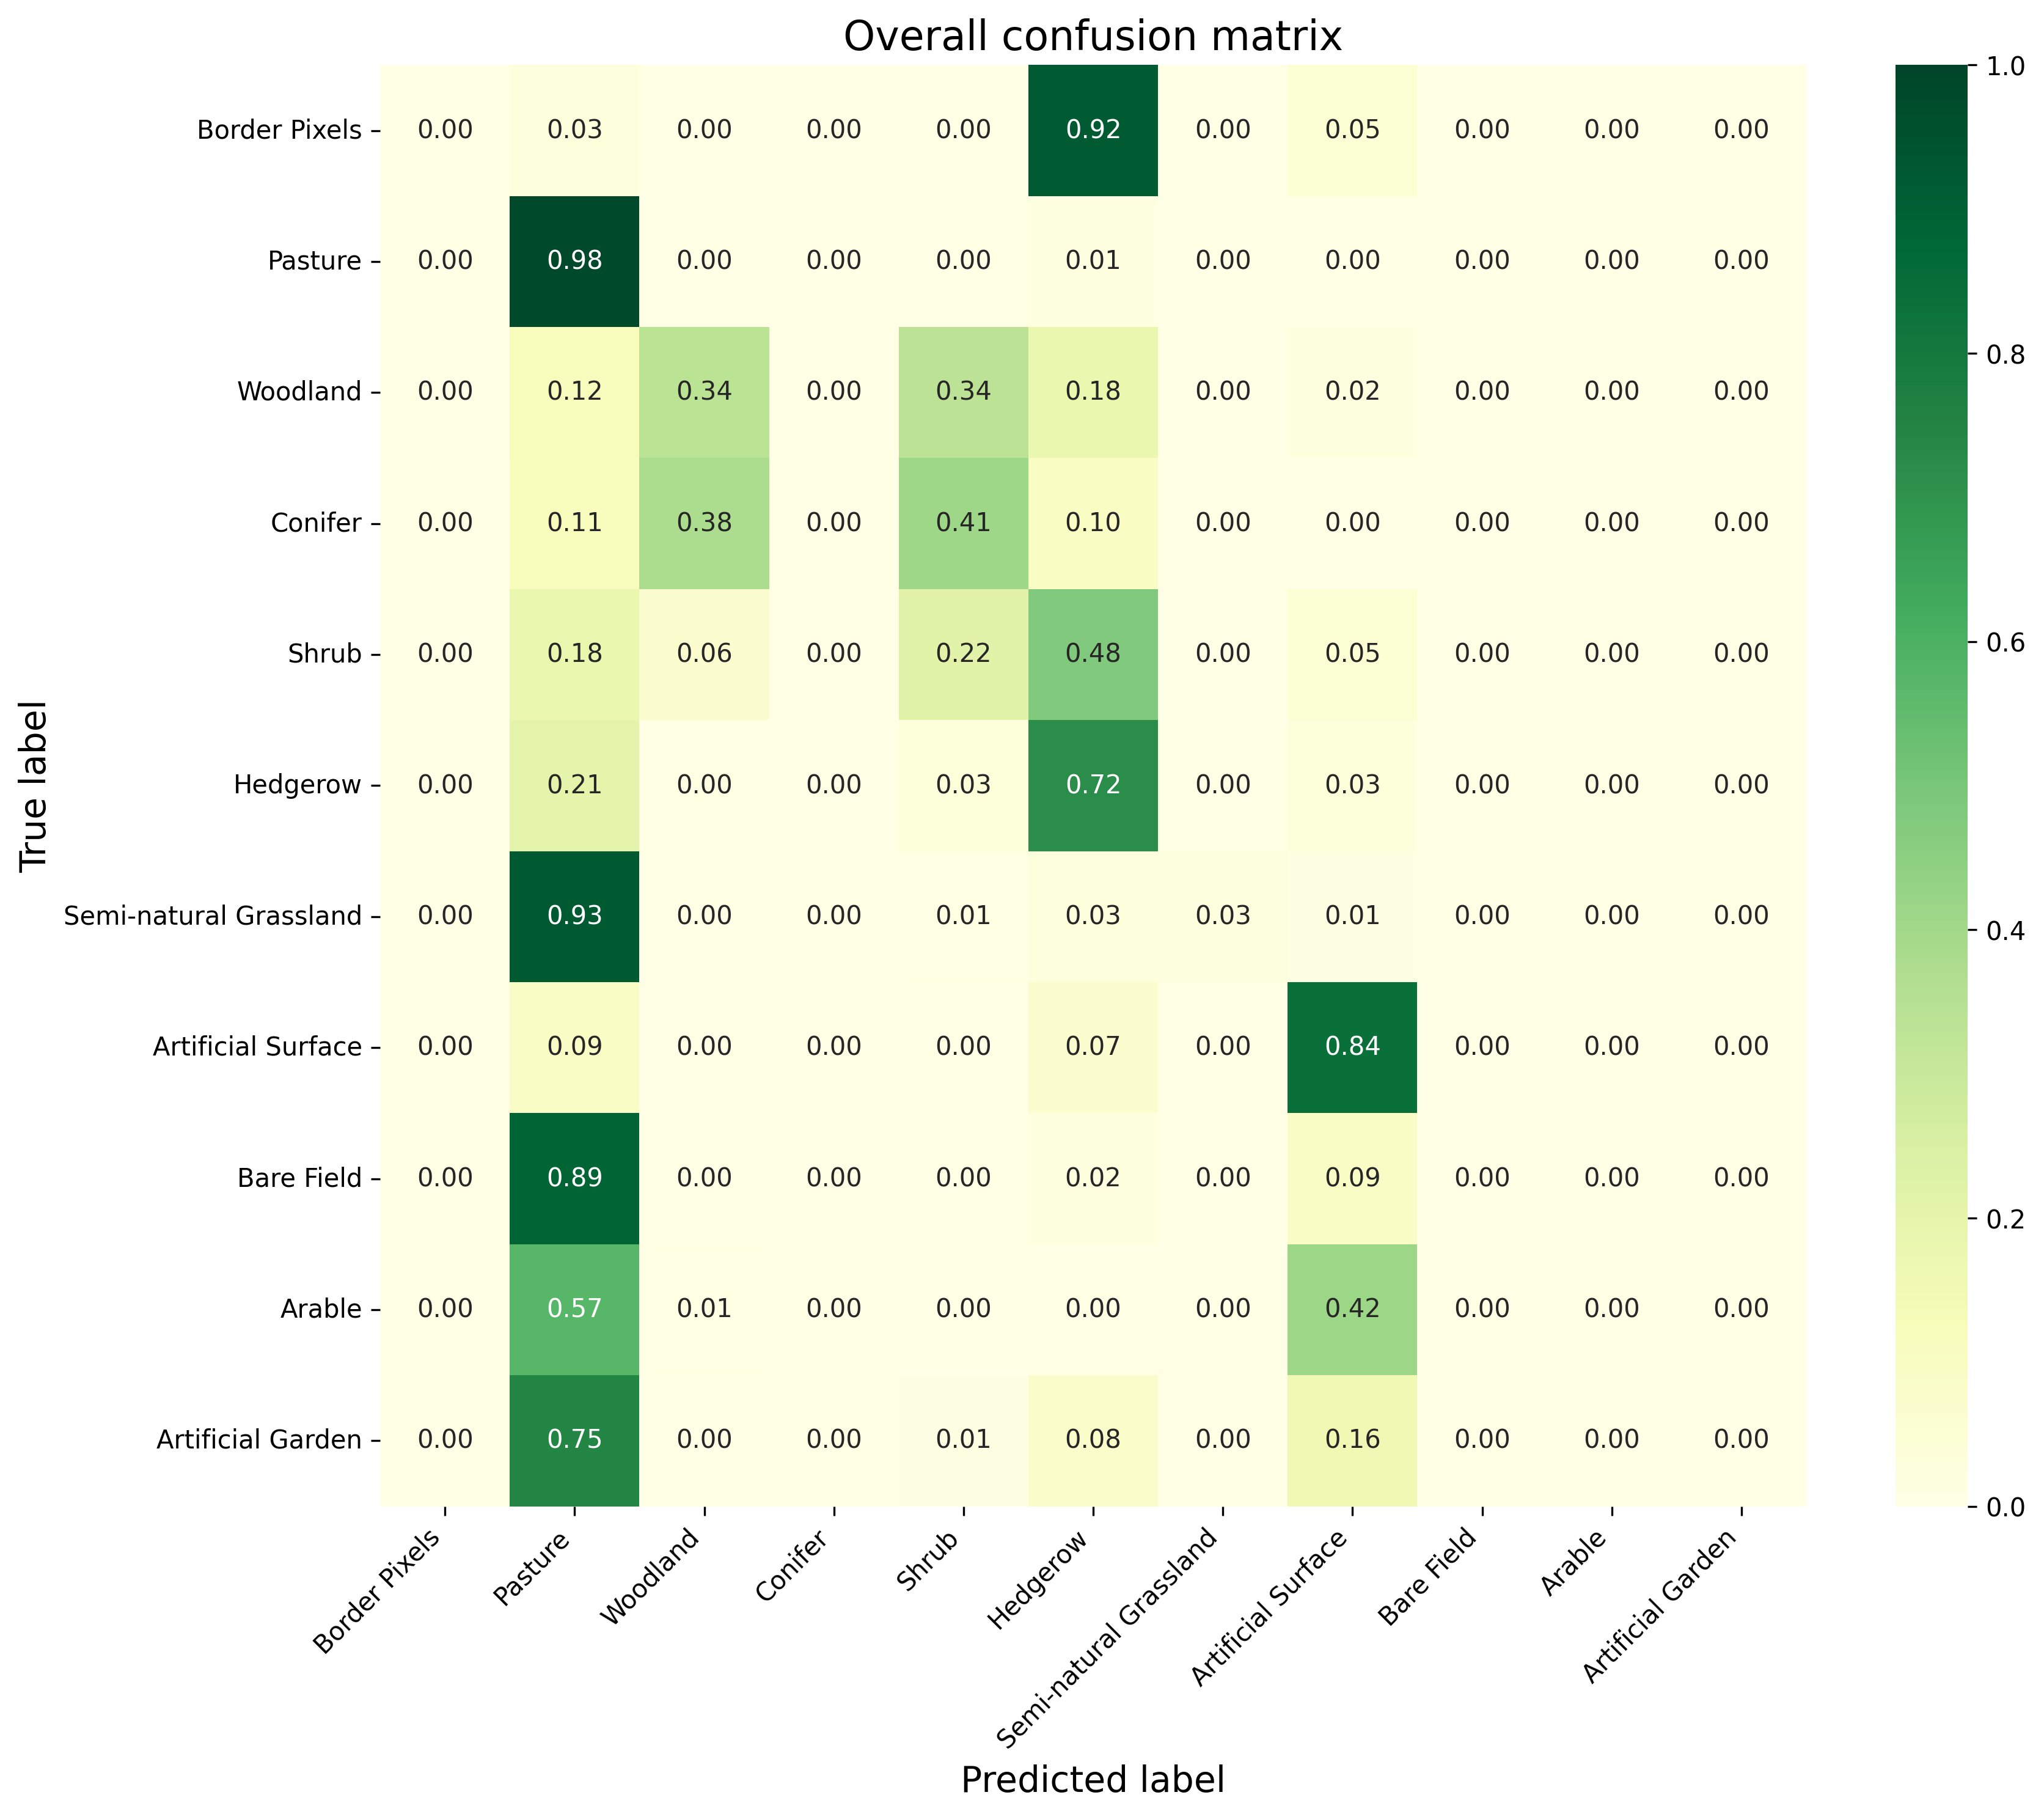 Overall confusion matrix
True label
Border Pixels 0.00 0.03 0.00 0.00 0.00 0.92 0.00 0.05 0.00 0.00 0.00
Pasture 0.00 0.98 0.00 0.00 0.00 0.01 0.00 0.00 0.00 0.00 0.00
Woodland 0.00 0.12 0.34 0.00 0.34 0.18 0.00 0.02 0.00 0.00 0.00
Conifer 0.00 0.11 0.38 0.00 0.41 0.10 0.00 0.00 0.00 0.00 0.00
Shrub 0.00 0.18 0.06 0.00 0.22 0.48 0.00 0.05 0.00 0.00 0.00
Hedgerow 0.00 0.21 0.00 0.00 0.03 0.72 0.00 0.03 0.00 0.00 0.00
Semi-natural Grassland 0.00 0.93 0.00 0.00 0.01 0.03 0.03 0.01 0.00 0.00 0.00
Artificial Surface 0.00 0.09 0.00 0.00 0.00 0.07 0.00 0.84 0.00 0.00 0.00
Bare Field 0.00 0.89 0.00 0.00 0.00 0.02 0.00 0.09 0.00 0.00 0.00
Arable 0.00 0.57 0.01 0.00 0.00 0.00 0.00 0.42 0.00 0.00 0.00
Artificial Garden 0.00 0.75 0.00 0.00 0.01 0.08 0.00 0.16 0.00 0.00 0.00
Border Pixels
Pasture
Woodland
Conifer
Shrub
Hedgerow
Semi-natural Grassland
Artificial Surface
Bare Field
Arable
Artificial Garden
Predicted label
1.0
0.8
0.6
0.4
0.2
0.0